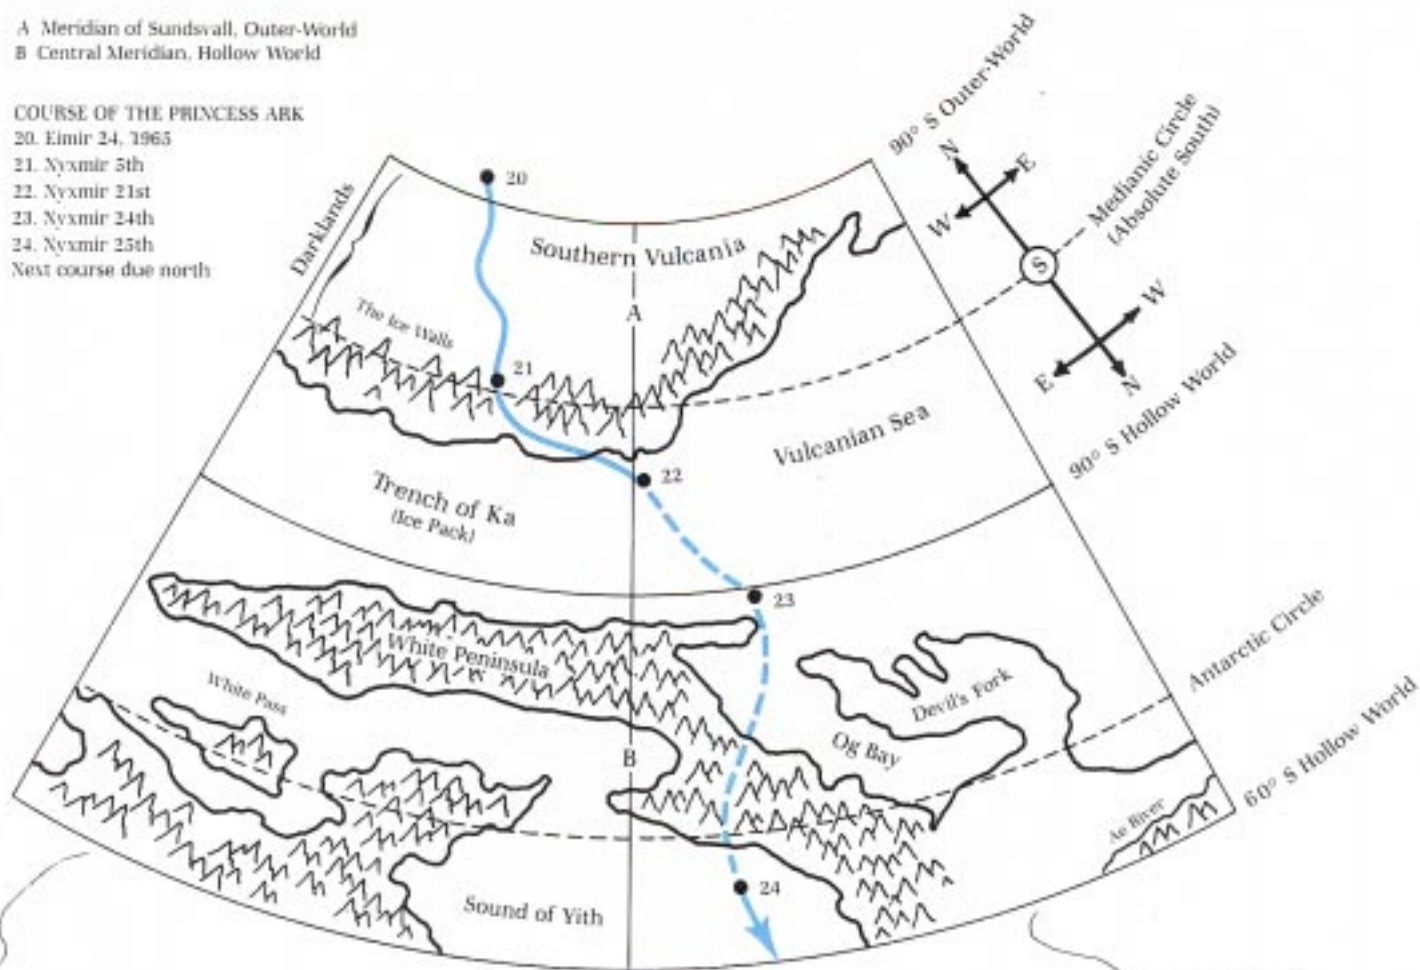 A Meridian of Sundsvall, Outer-World
B Central Meridian, Hollow World
COURSE OF THE PRINCESS ARK
20. Eimir 24, 1965
21. Nyxmir 5th
22. Nyxmir 21st
23. Nyxmir 24th
24. Nyxmir 25th
Next course due north
90° S Outer-World
Medianic Circle
(Absolute South)
N
E
W
S
W
E
N
90° S Hollow World
Antarctic Circle
60° S Hollow World
Darklands
20
Southern Vulcania
A
The Ice Walls
21
Vulcanian Sea
22
Trench of Ka
(Ice Pack)
23
White Peninsula
White Pass
Devil's Fork
Og Bay
B
Ae River
24
Sound of Yith